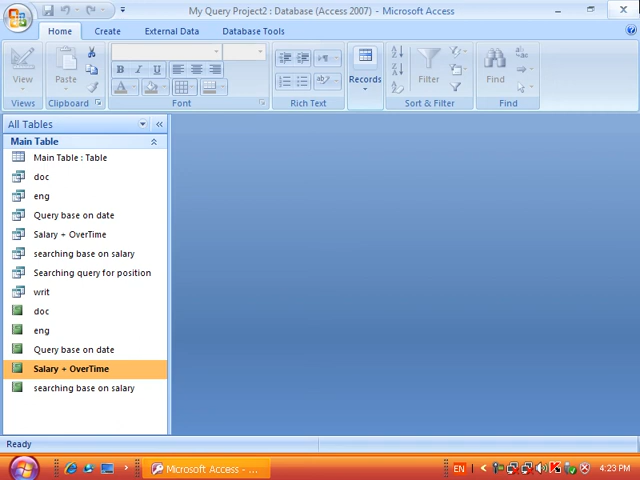 My Query Project2 : Database (Access 2007) - Microsoft Access
Home
Create
External Data
Database Tools
View
Views
Paste
Clipboard
B I U
A
Font
Rich Text
Records
Filter
Sort & Filter
Find
Find
All Tables
Main Table
Main Table : Table
doc
eng
Query base on date
Salary + OverTime
searching base on salary
Searching query for position
writ
doc
eng
Query base on date
Salary + OverTime
searching base on salary
Ready
Microsoft Access - ...
EN
4:23 PM